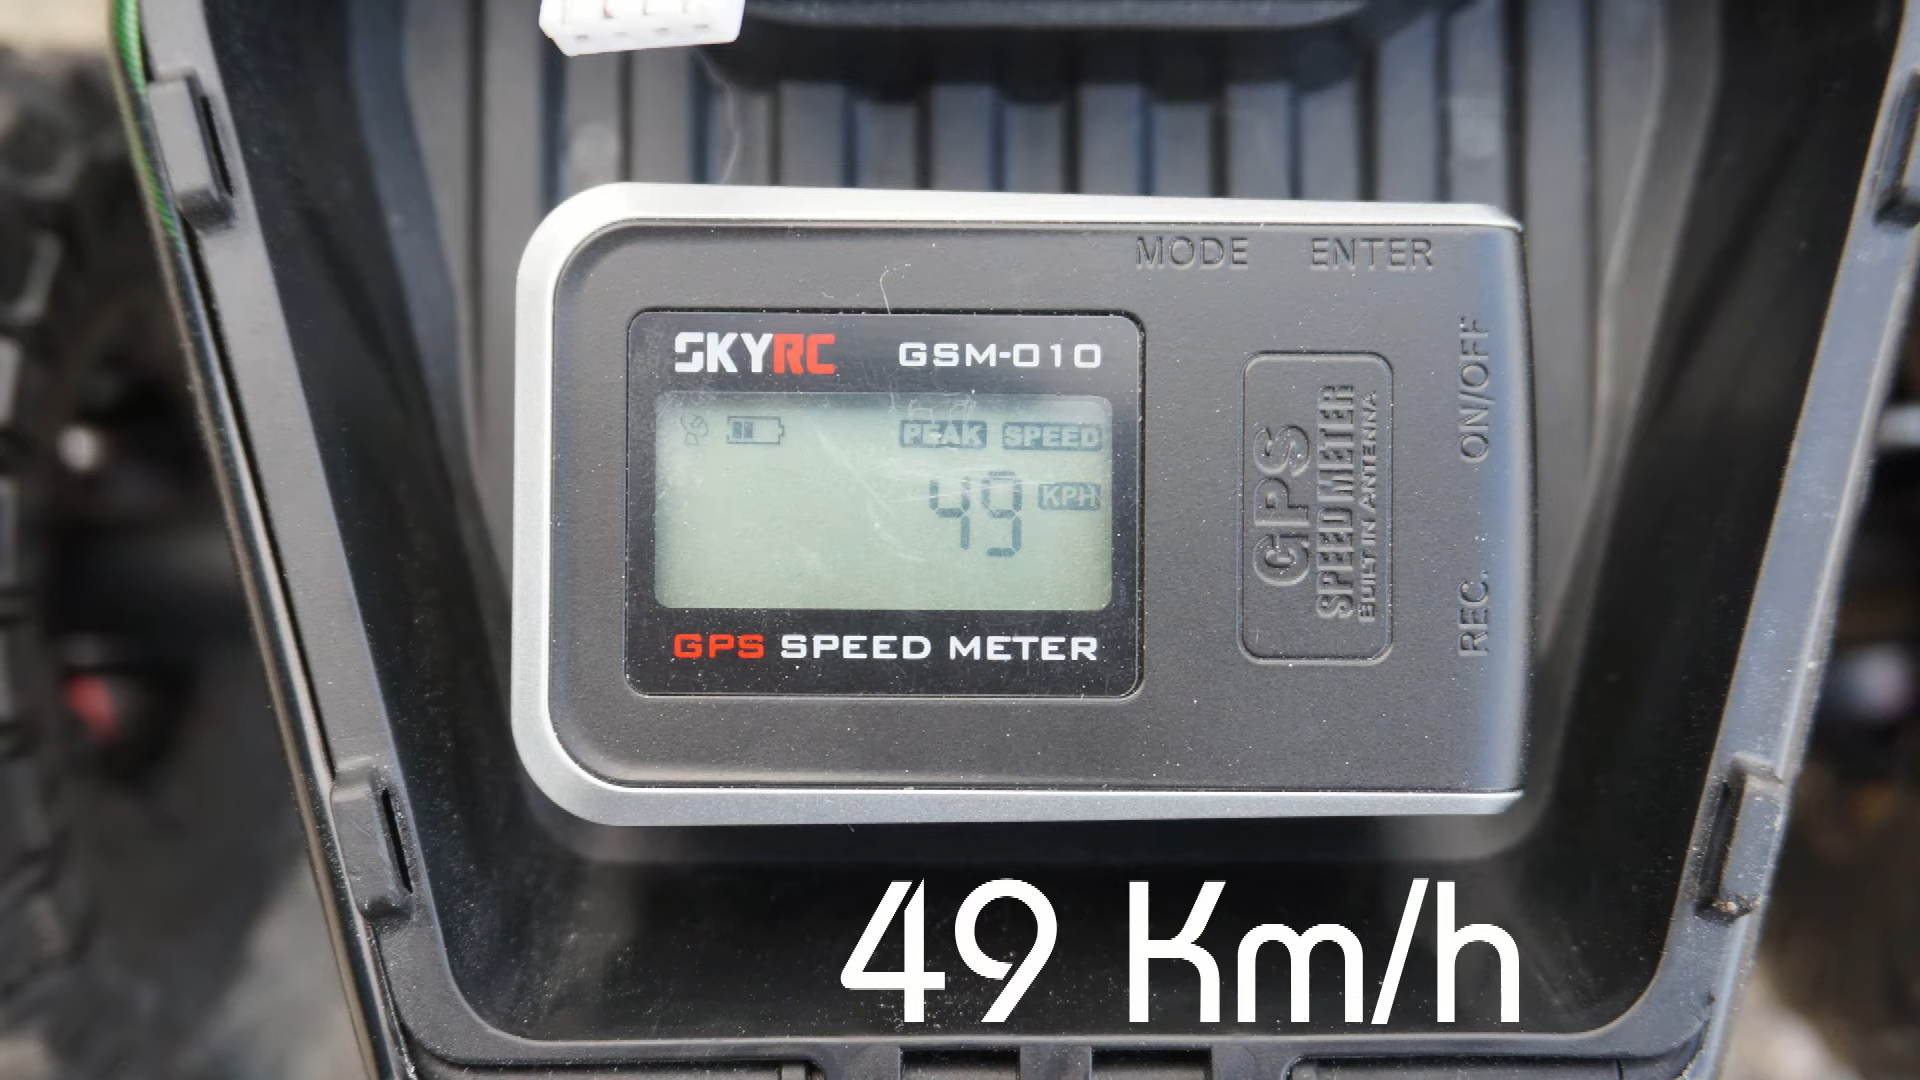 MODE ENTER
SKYRC GSM-010
PEAK SPEED
49 KPH
GPS SPEED METER
GPS
SPEED METER
BUILT IN ANTENNA
ON/OFF
REC.
49 Km/h